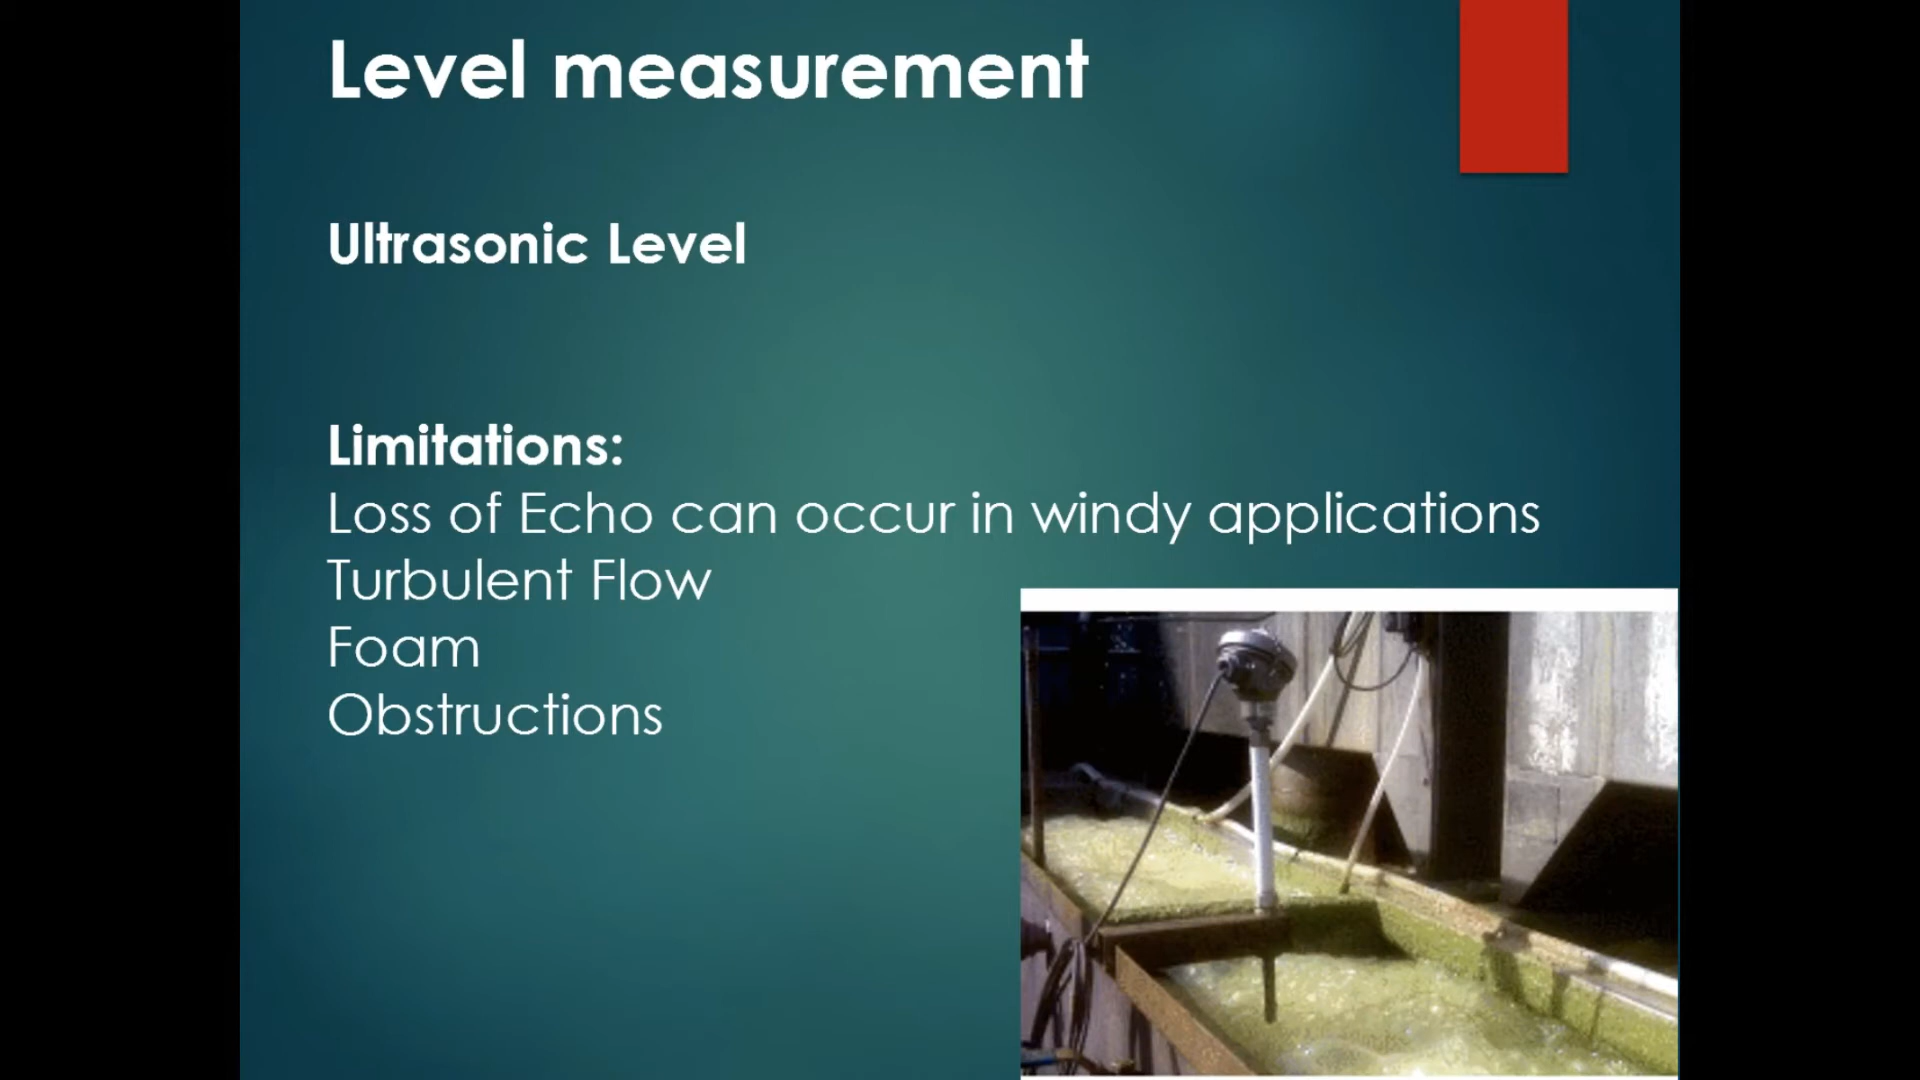 Level measurement
Ultrasonic Level
Limitations:
Loss of Echo can occur in windy applications
Turbulent Flow
Foam
Obstructions